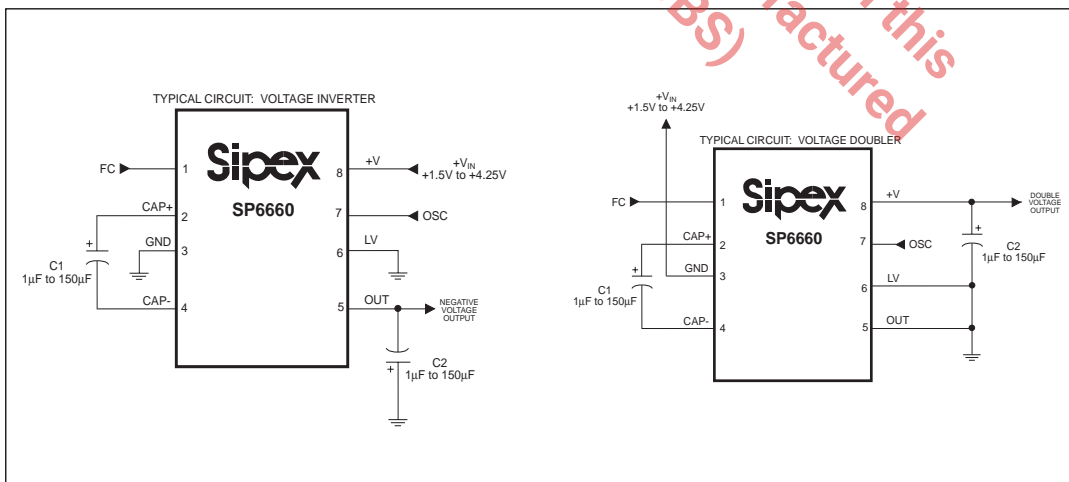 this
BS)
actured
TYPICAL CIRCUIT: VOLTAGE INVERTER
FC
1
Sipex
SP6660
8
+V
+VIN
+1.5V to +4.25V
CAP+
2
7
OSC
GND
3
6
LV
C1
1µF to 150µF
+
CAP-
4
5
OUT
NEGATIVE
VOLTAGE
OUTPUT
C2
1µF to 150µF
+
+VIN
+1.5V to +4.25V
TYPICAL CIRCUIT: VOLTAGE DOUBLER
FC
1
Sipex
SP6660
8
+V
DOUBLE
VOLTAGE
OUTPUT
CAP+
2
7
OSC
+
C2
1µF to 150µF
GND
3
6
LV
+
C1
1µF to 150µF
CAP-
4
5
OUT